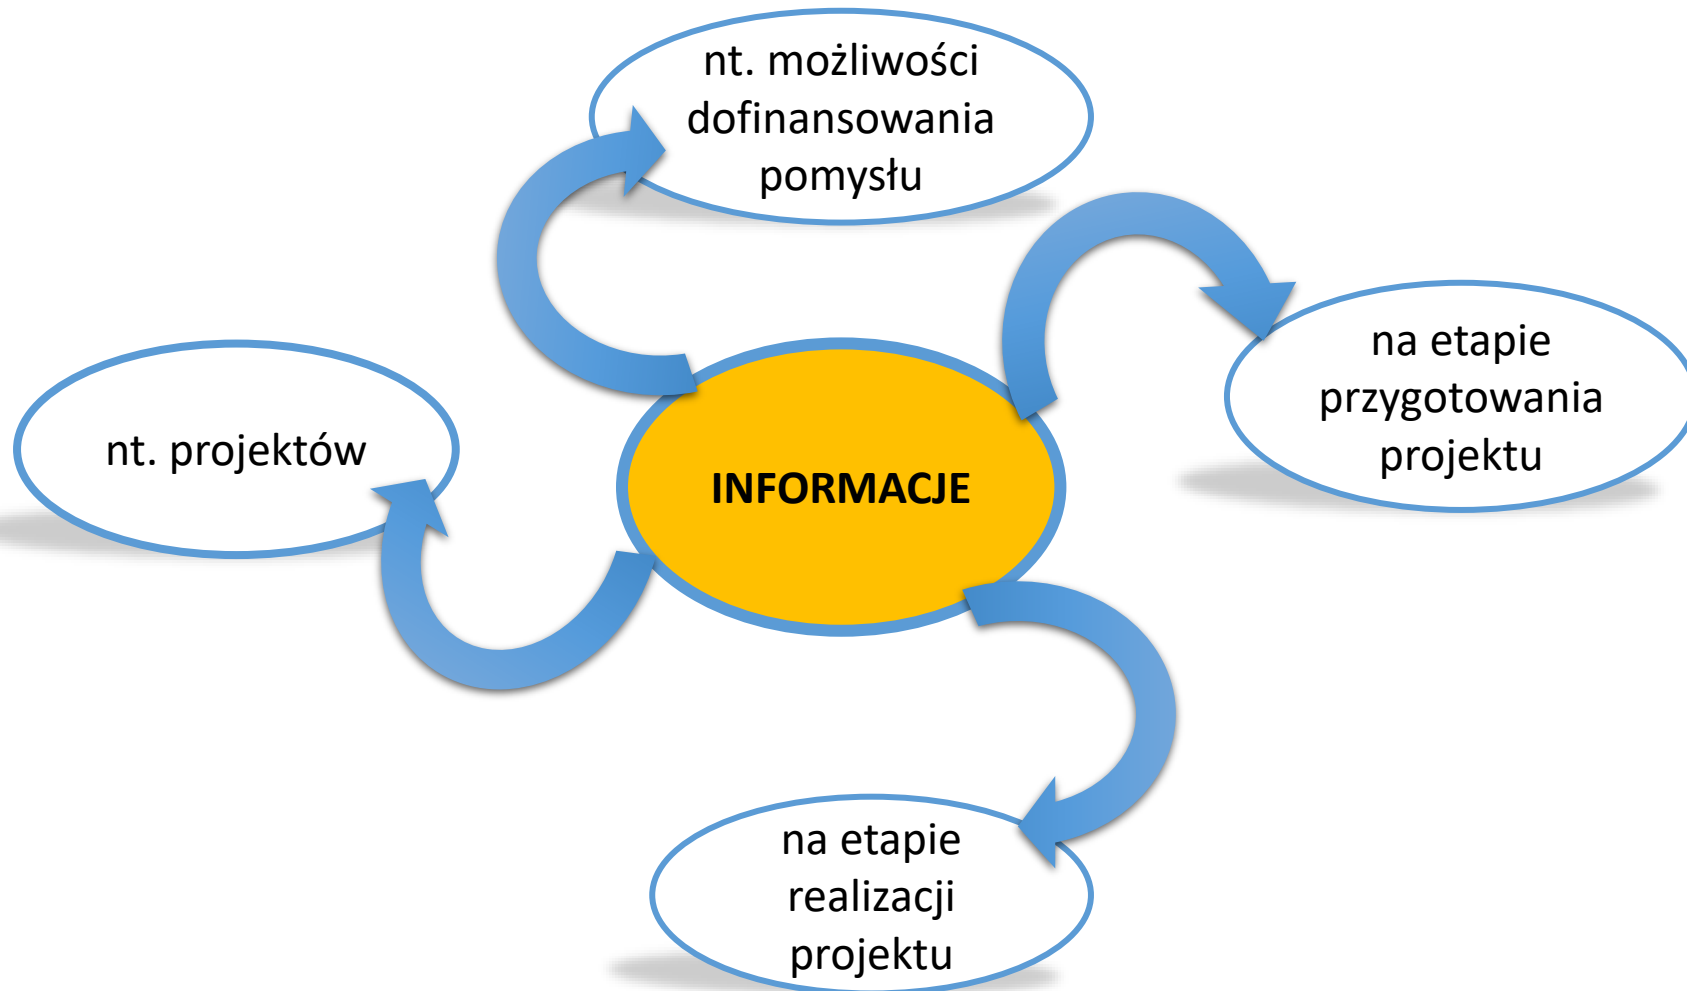 nt. możliwości
dofinansowania
pomysłu
na etapie
przygotowania
projektu
nt. projektów
INFORMACJE
na etapie
realizacji
projektu